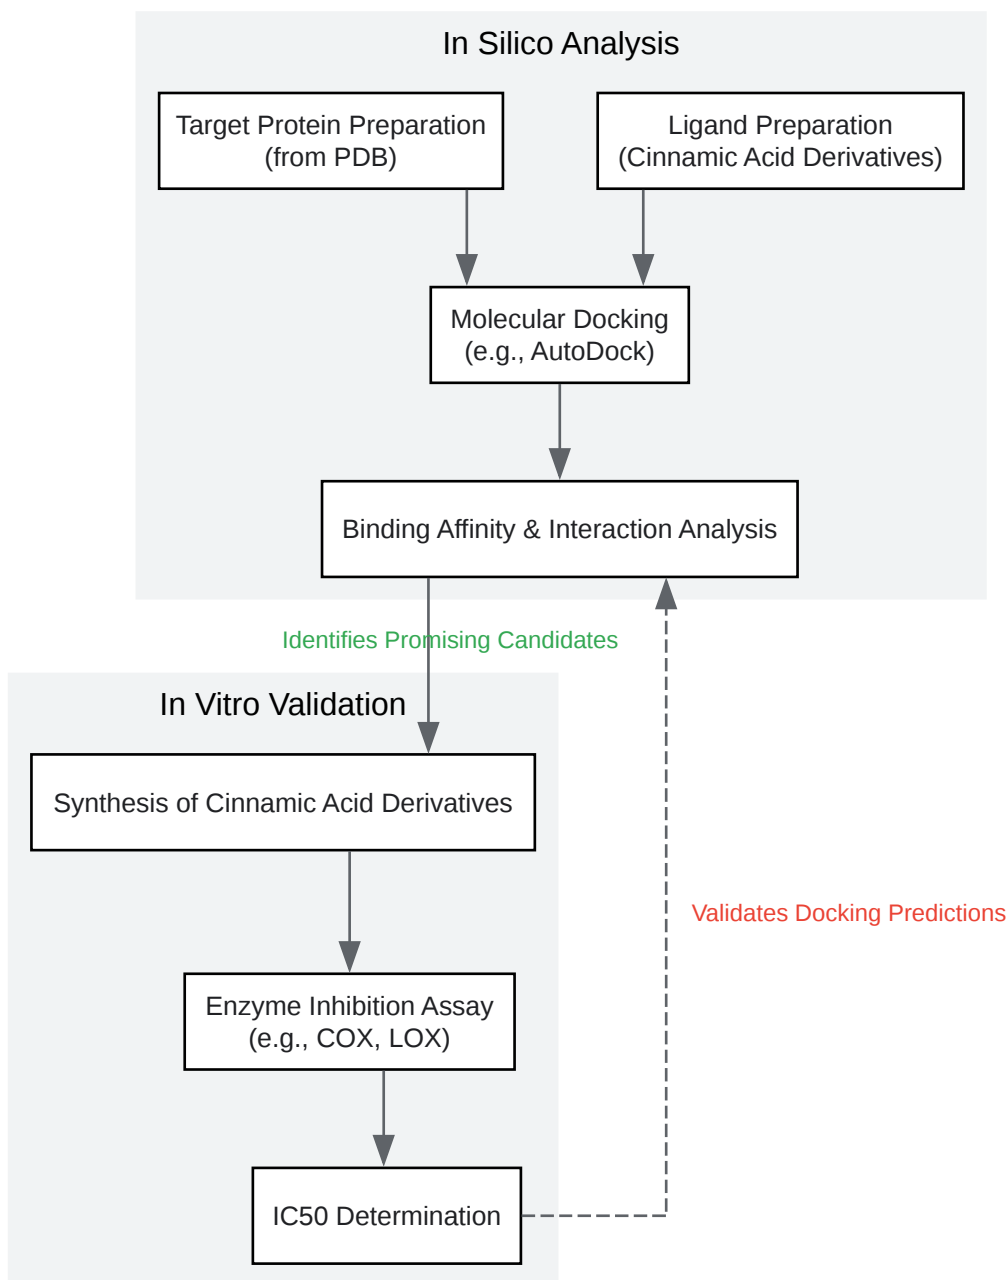 In Silico Analysis
Target Protein Preparation
(from PDB)
Ligand Preparation
(Cinnamic Acid Derivatives)
Molecular Docking
(e.g., AutoDock)
Binding Affinity & Interaction Analysis
Identifies Promising Candidates
In Vitro Validation
Synthesis of Cinnamic Acid Derivatives
Validates Docking Predictions
Enzyme Inhibition Assay
(e.g., COX, LOX)
IC50 Determination